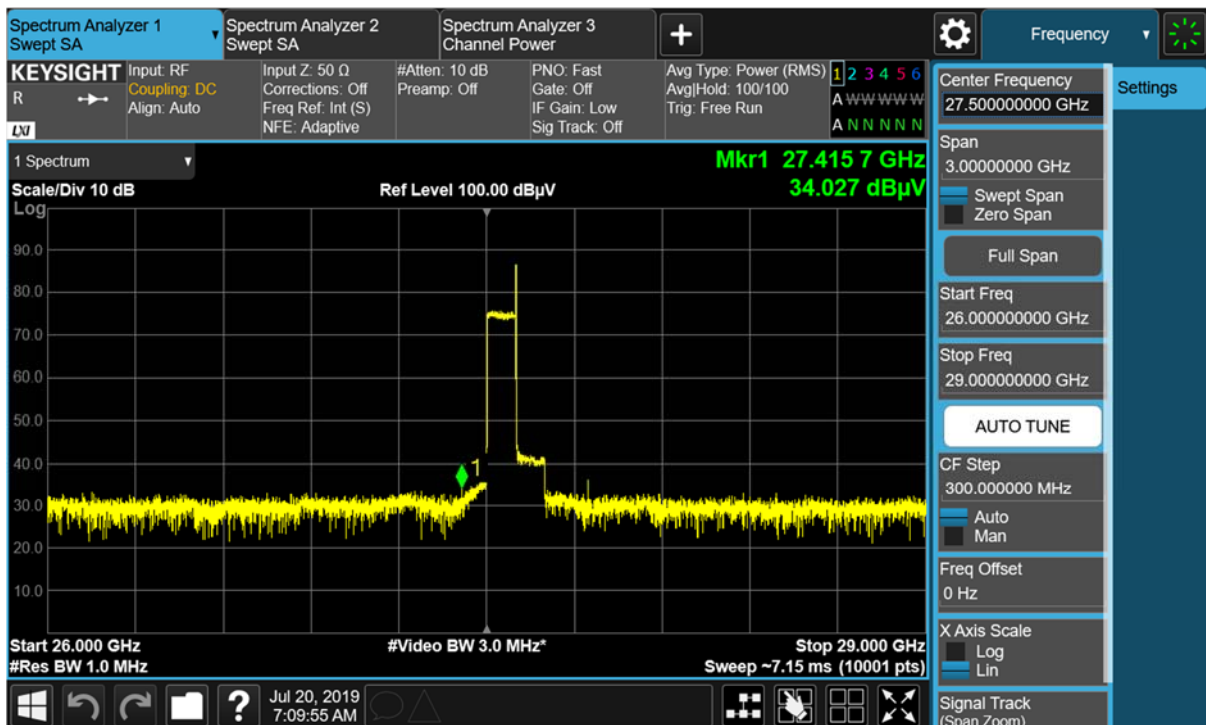 Spectrum Analyzer 1
Swept SA
Spectrum Analyzer 2
Swept SA
Spectrum Analyzer 3
Channel Power
+
Frequency
KEYSIGHT
R
LXI
Input: RF
Coupling: DC
Align: Auto
Input Z: 50 Ω
Corrections: Off
Freq Ref: Int (S)
NFE: Adaptive
#Atten: 10 dB
Preamp: Off
PNO: Fast
Gate: Off
IF Gain: Low
Sig Track: Off
Avg Type: Power (RMS)
Avg|Hold: 100/100
Trig: Free Run
1 2 3 4 5 6
A W W W W W
A N N N N N
1 Spectrum
Scale/Div 10 dB
Log
Ref Level 100.00 dBµV
Mkr1 27.415 7 GHz
34.027 dBµV
90.0
80.0
70.0
60.0
50.0
40.0
30.0
20.0
10.0
1
Start 26.000 GHz
#Res BW 1.0 MHz
#Video BW 3.0 MHz*
Stop 29.000 GHz
Sweep ~7.15 ms (10001 pts)
Center Frequency
27.500000000 GHz
Span
3.00000000 GHz
Swept Span
Zero Span
Full Span
Start Freq
26.000000000 GHz
Stop Freq
29.000000000 GHz
AUTO TUNE
CF Step
300.000000 MHz
Auto
Man
Freq Offset
0 Hz
X Axis Scale
Log
Lin
Signal Track
(Span Zoom)
Settings
?
Jul 20, 2019
7:09:55 AM